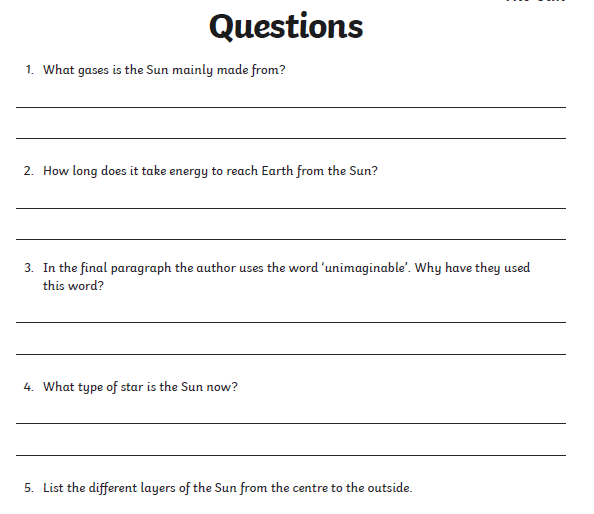 Questions
1. What gases is the Sun mainly made from?
2. How long does it take energy to reach Earth from the Sun?
3. In the final paragraph the author uses the word ‘unimaginable’. Why have they used
this word?
4. What type of star is the Sun now?
5. List the different layers of the Sun from the centre to the outside.